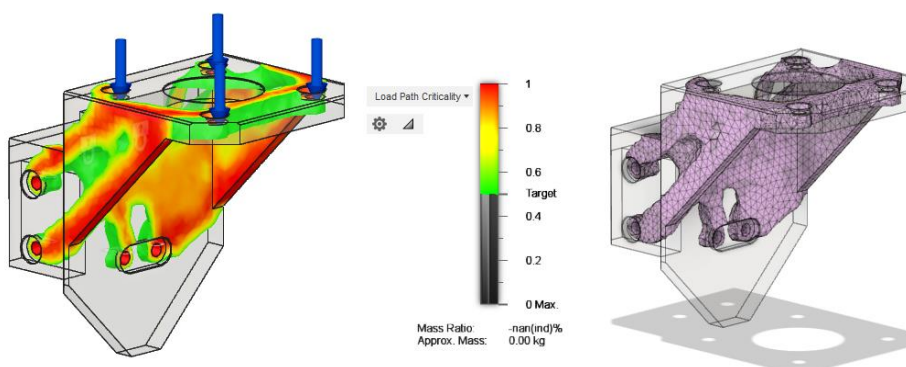 Load Path Criticality
1
0.8
0.6
Target
0.4
0.2
0 Max.
Mass Ratio: -nan(ind)%
Approx. Mass: 0.00 kg